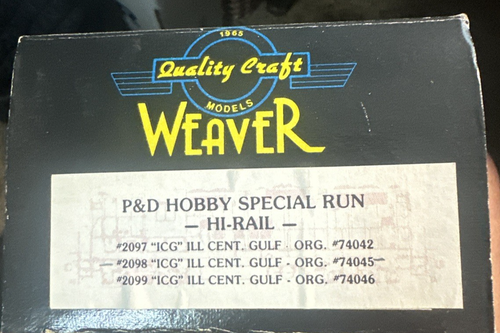 1965
Quality Craft
MODELS
WEAVER
P&D HOBBY SPECIAL RUN
— HI-RAIL —
#2097 "ICG" ILL CENT. GULF - ORG. #74042
#2098 "ICG" ILL CENT. GULF - ORG. #74045
#2099 "ICG" ILL CENT. GULF - ORG. #74046